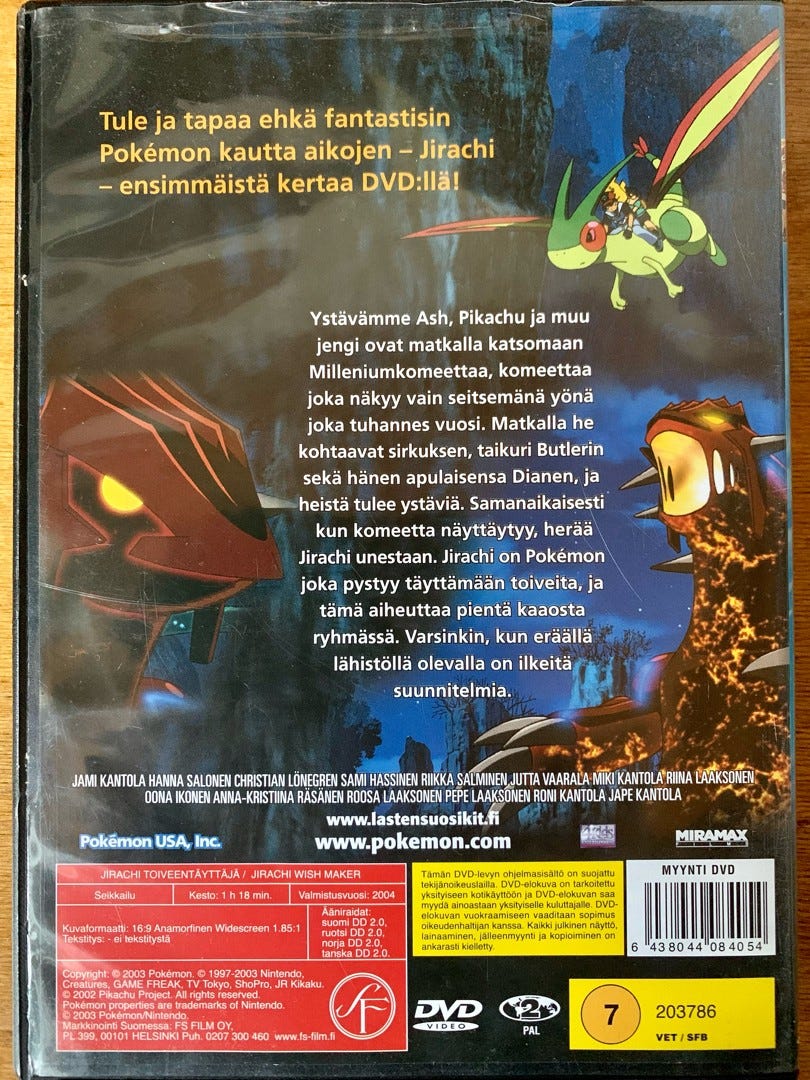 Tule ja tapaa ehkä fantastisin
Pokémon kautta aikojen – Jirachi
– ensimmäistä kertaa DVD:llä!
Ystävämme Ash, Pikachu ja muu
jengi ovat matkalla katsomaan
Milleniumkomeettaa, komeettaa
joka näkyy vain seitsemänä yönä
joka tuhannes vuosi. Matkalla he
kohtaavat sirkuksen, taikuri Butlerin
sekä hänen apulaisensa Dianen, ja
heistä tulee ystäviä. Samanaikaisesti
kun komeetta näyttäytyy, herää
Jirachi unestaan. Jirachi on Pokémon
joka pystyy täyttämään toiveita, ja
tämä aiheuttaa pientä kaaosta
ryhmässä. Varsinkin, kun eräällä
lähistöllä olevalla on ilkeitä
suunnitelmia.
JAMI KANTOLA HANNA SALONEN CHRISTIAN LÖNEGREN SAMI HASSINEN RIIKKA SALMINEN JUTTA VAARALA MIKI KANTOLA RIINA LAAKSONEN
OONA IKONEN ANNA-KRISTIINA RÄSÄNEN ROOSA LAAKSONEN PEPE LAAKSONEN RONI KANTOLA JAPE KANTOLA
www.lastensuosikit.fi
Pokémon USA, Inc.
www.pokemon.com
4Kids
MIRAMAX
FILMS
JIRACHI TOIVEENTÄYTTÄJÄ / JIRACHI WISH MAKER
Seikkailu
Kesto: 1 h 18 min.
Valmistusvuosi: 2004
Kuvaformaatti: 16:9 Anamorfinen Widescreen 1.85:1
Tekstitys: - ei tekstitystä
Ääniraidat:
suomi DD 2.0,
ruotsi DD 2.0,
norja DD 2.0,
tanska DD 2.0.
Copyright: © 2003 Pokémon. © 1997-2003 Nintendo,
Creatures, GAME FREAK, TV Tokyo, ShoPro, JR Kikaku.
© 2002 Pikachu Project. All rights reserved.
Pokémon properties are trademarks of Nintendo.
© 2003 Pokémon/Nintendo.
Markkinointi Suomessa: FS FILM OY,
PL 399, 00101 HELSINKI Puh. 0207 300 460 www.fs-film.fi
SF
Tämän DVD-levyn ohjelmasisältö on suojattu
tekijänoikeuslailla. DVD-elokuva on tarkoitettu
yksityiseen kotikäyttöön ja DVD-elokuvan saa
myydä ainoastaan yksityiselle kuluttajalle. DVD-
elokuvan vuokraamiseen vaaditaan sopimus
oikeudenhaltijan kanssa. Kaikki julkinen näyttö,
lainaaminen, jälleenmyynti ja kopioiminen on
ankarasti kielletty.
MYYNTI DVD
6 438044 084054
DVD
VIDEO
2
PAL
7
203786
VET / SFB